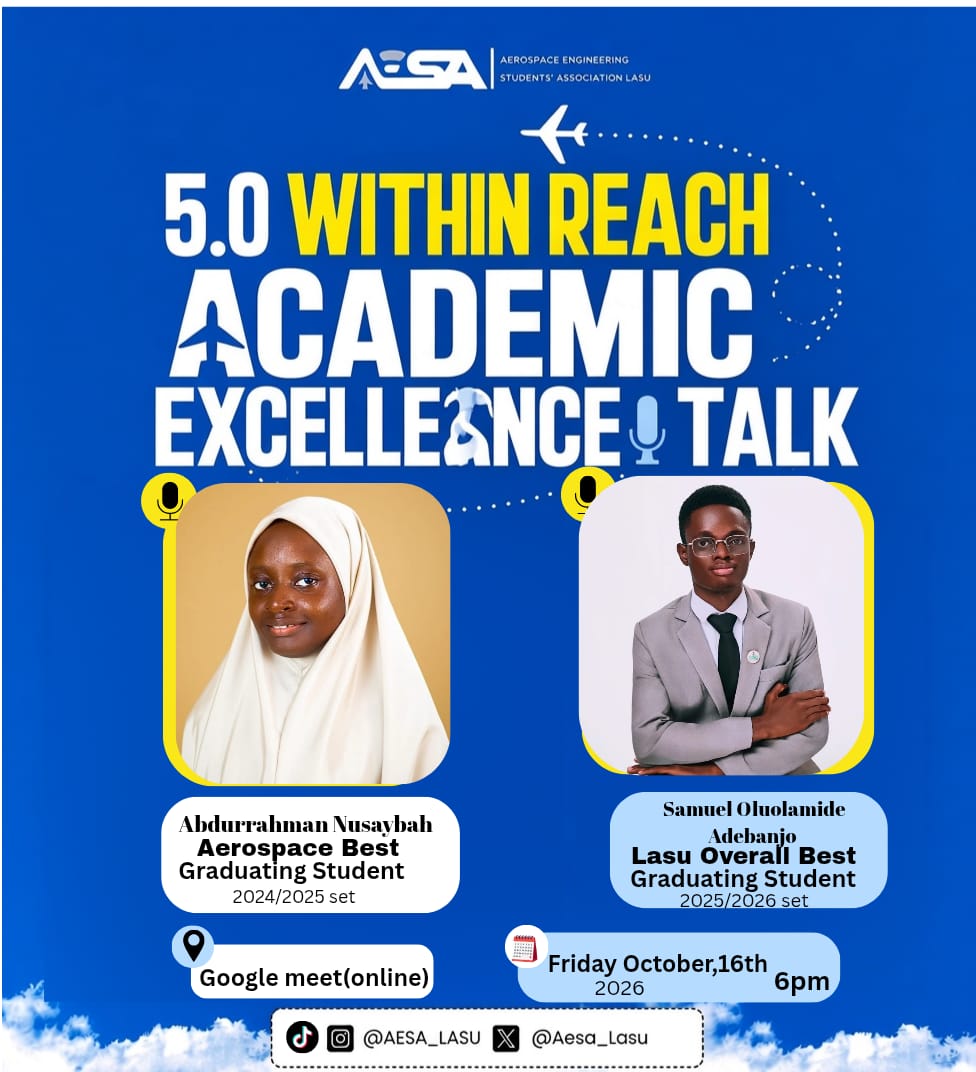 AESA
AEROSPACE ENGINEERING
STUDENTS' ASSOCIATION LASU
5.0 WITHIN REACH
ACADEMIC
EXCELLEANCE TALK
Abdurrahman Nusaybah
Aerospace Best
Graduating Student
2024/2025 set
Samuel Oluolamide
Adebanjo
Lasu Overall Best
Graduating Student
2025/2026 set
Google meet(online)
Friday October,16th
2026
6pm
@AESA_LASU @Aesa_Lasu